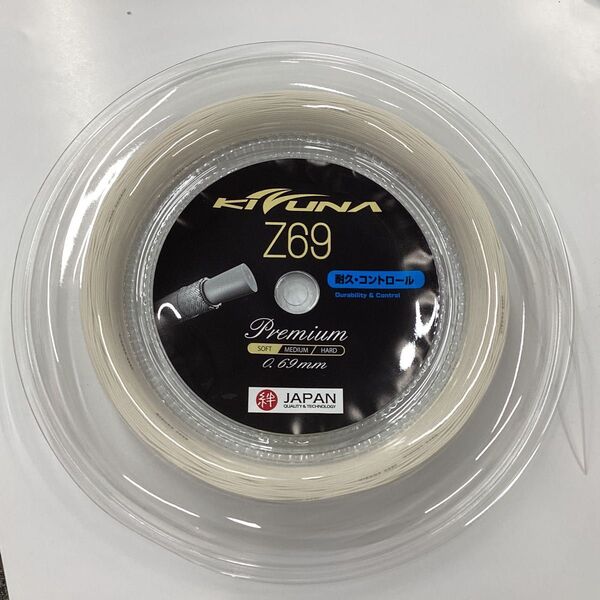 KIZUNA
Z69
耐久・コントロール
Durability & Control
Premium
SOFT / MEDIUM / HARD
0.69mm
絆 JAPAN
QUALITY & TECHNOLOGY